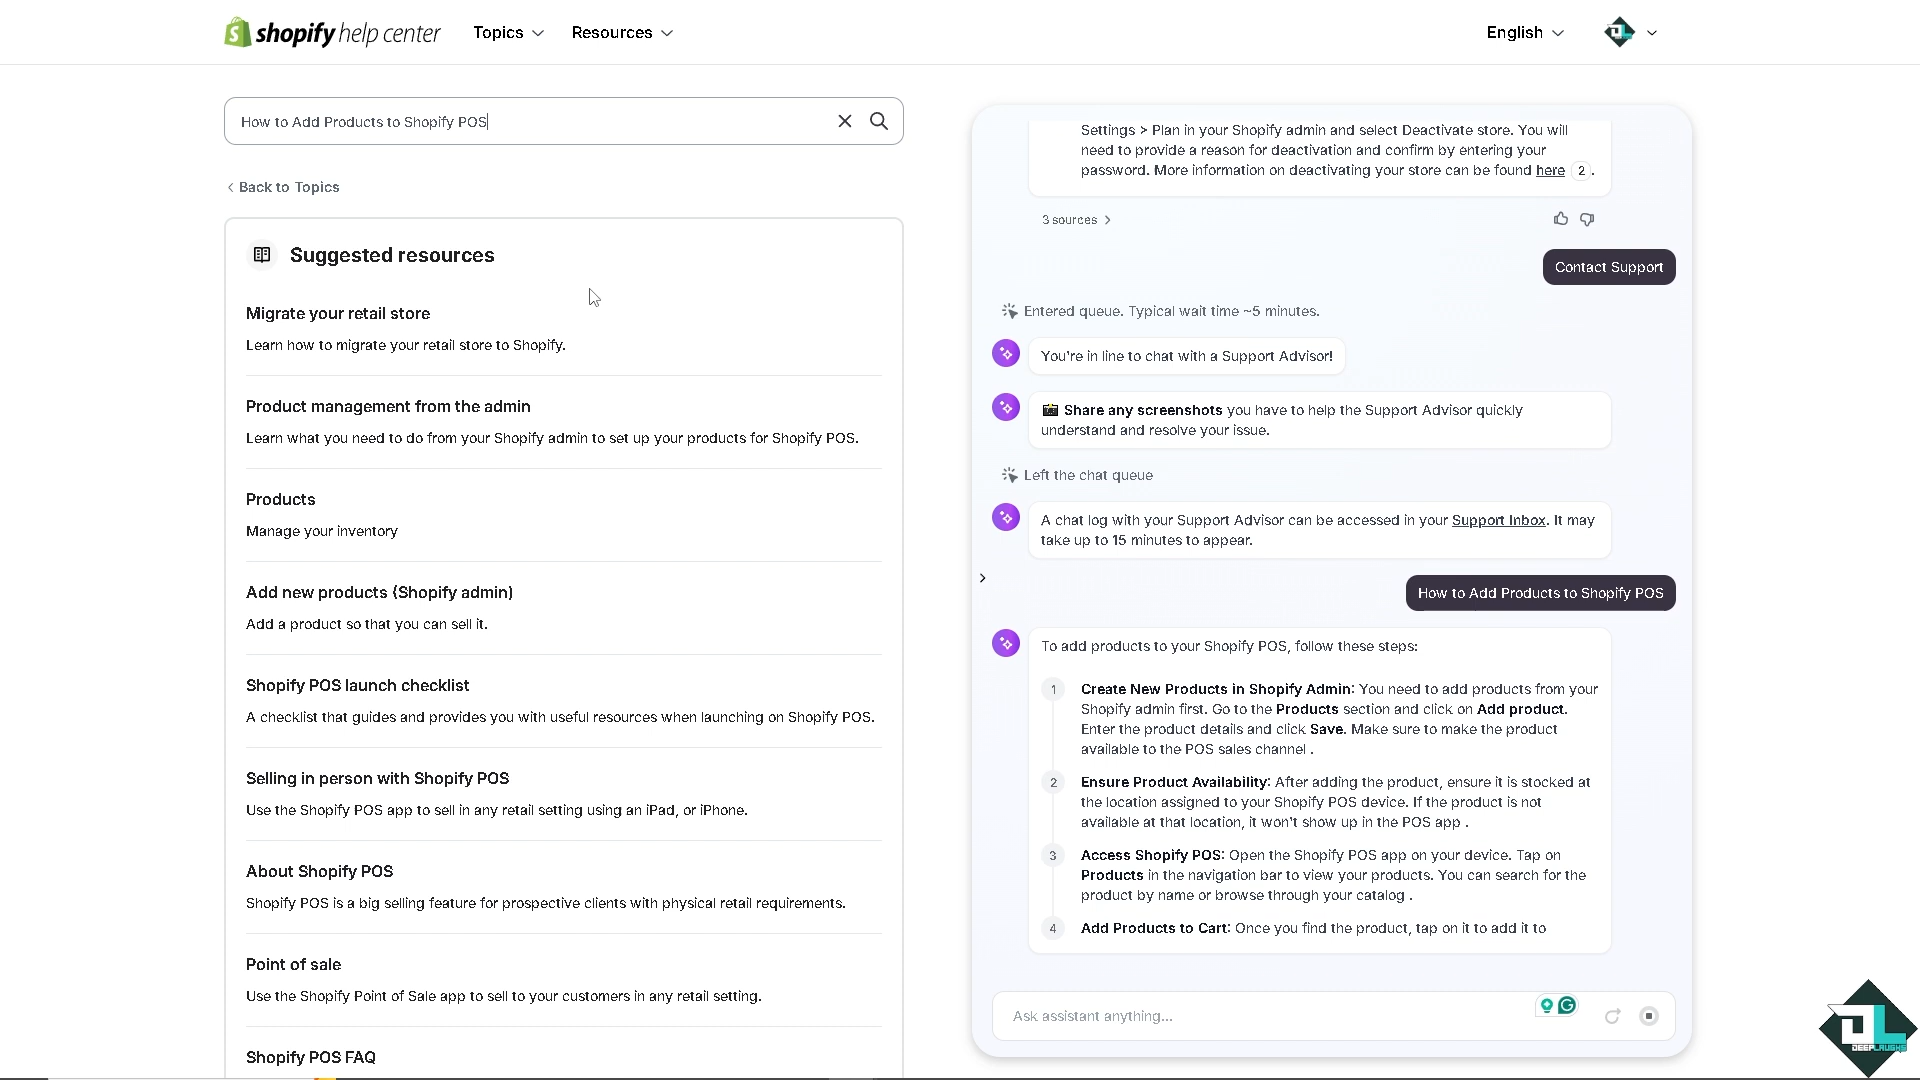 shopify help center
Topics
Resources
English
How to Add Products to Shopify POS
Back to Topics
Suggested resources
Migrate your retail store
Learn how to migrate your retail store to Shopify.
Product management from the admin
Learn what you need to do from your Shopify admin to set up your products for Shopify POS.
Products
Manage your inventory
Add new products (Shopify admin)
Add a product so that you can sell it.
Shopify POS launch checklist
A checklist that guides and provides you with useful resources when launching on Shopify POS.
Selling in person with Shopify POS
Use the Shopify POS app to sell in any retail setting using an iPad, or iPhone.
About Shopify POS
Shopify POS is a big selling feature for prospective clients with physical retail requirements.
Point of sale
Use the Shopify Point of Sale app to sell to your customers in any retail setting.
Shopify POS FAQ
Settings > Plan in your Shopify admin and select Deactivate store. You will
need to provide a reason for deactivation and confirm by entering your
password. More information on deactivating your store can be found here 2 .
3 sources
Contact Support
Entered queue. Typical wait time ~5 minutes.
You're in line to chat with a Support Advisor!
Share any screenshots you have to help the Support Advisor quickly
understand and resolve your issue.
Left the chat queue
A chat log with your Support Advisor can be accessed in your Support Inbox. It may
take up to 15 minutes to appear.
How to Add Products to Shopify POS
To add products to your Shopify POS, follow these steps:
1 Create New Products in Shopify Admin: You need to add products from your
Shopify admin first. Go to the Products section and click on Add product.
Enter the product details and click Save. Make sure to make the product
available to the POS sales channel .
2 Ensure Product Availability: After adding the product, ensure it is stocked at
the location assigned to your Shopify POS device. If the product is not
available at that location, it won't show up in the POS app .
3 Access Shopify POS: Open the Shopify POS app on your device. Tap on
Products in the navigation bar to view your products. You can search for the
product by name or browse through your catalog .
4 Add Products to Cart: Once you find the product, tap on it to add it to
Ask assistant anything...
DL
DEEPLAUGHS